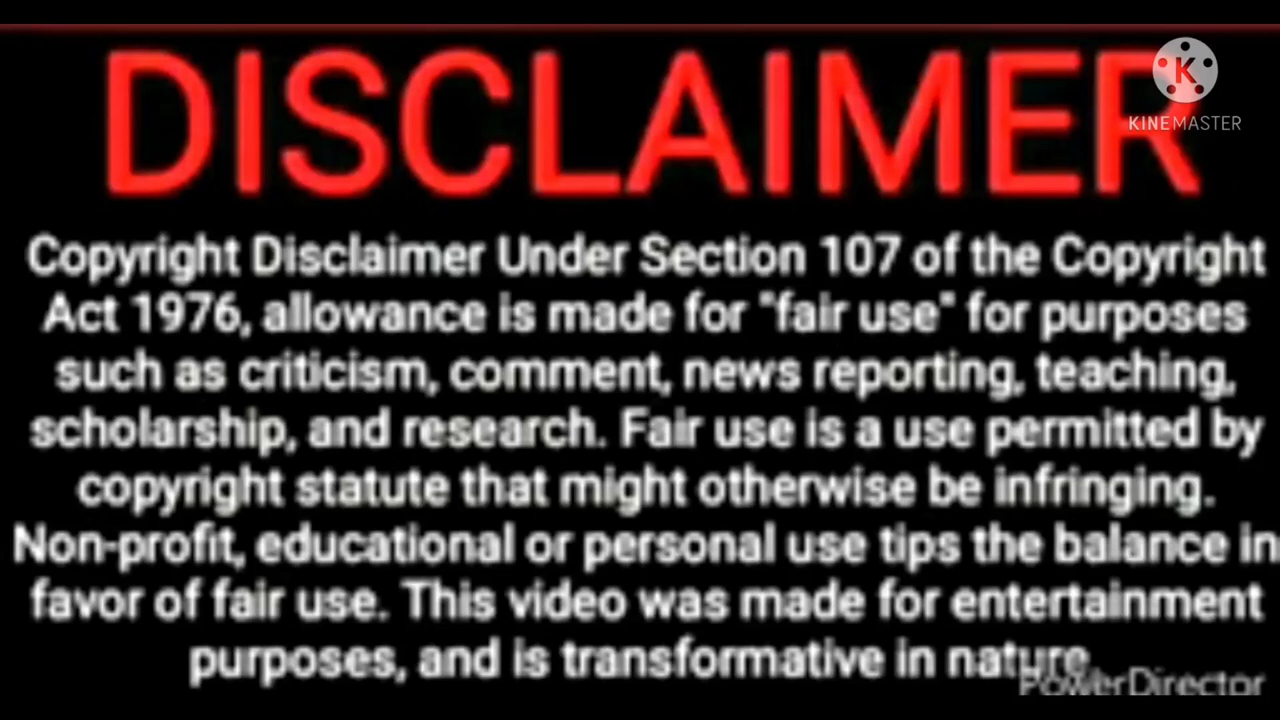 DISCLAIMER
K
KINEMASTER
Copyright Disclaimer Under Section 107 of the Copyright
Act 1976, allowance is made for "fair use" for purposes
such as criticism, comment, news reporting, teaching,
scholarship, and research. Fair use is a use permitted by
copyright statute that might otherwise be infringing.
Non-profit, educational or personal use tips the balance in
favor of fair use. This video was made for entertainment
purposes, and is transformative in nature
PowerDirector